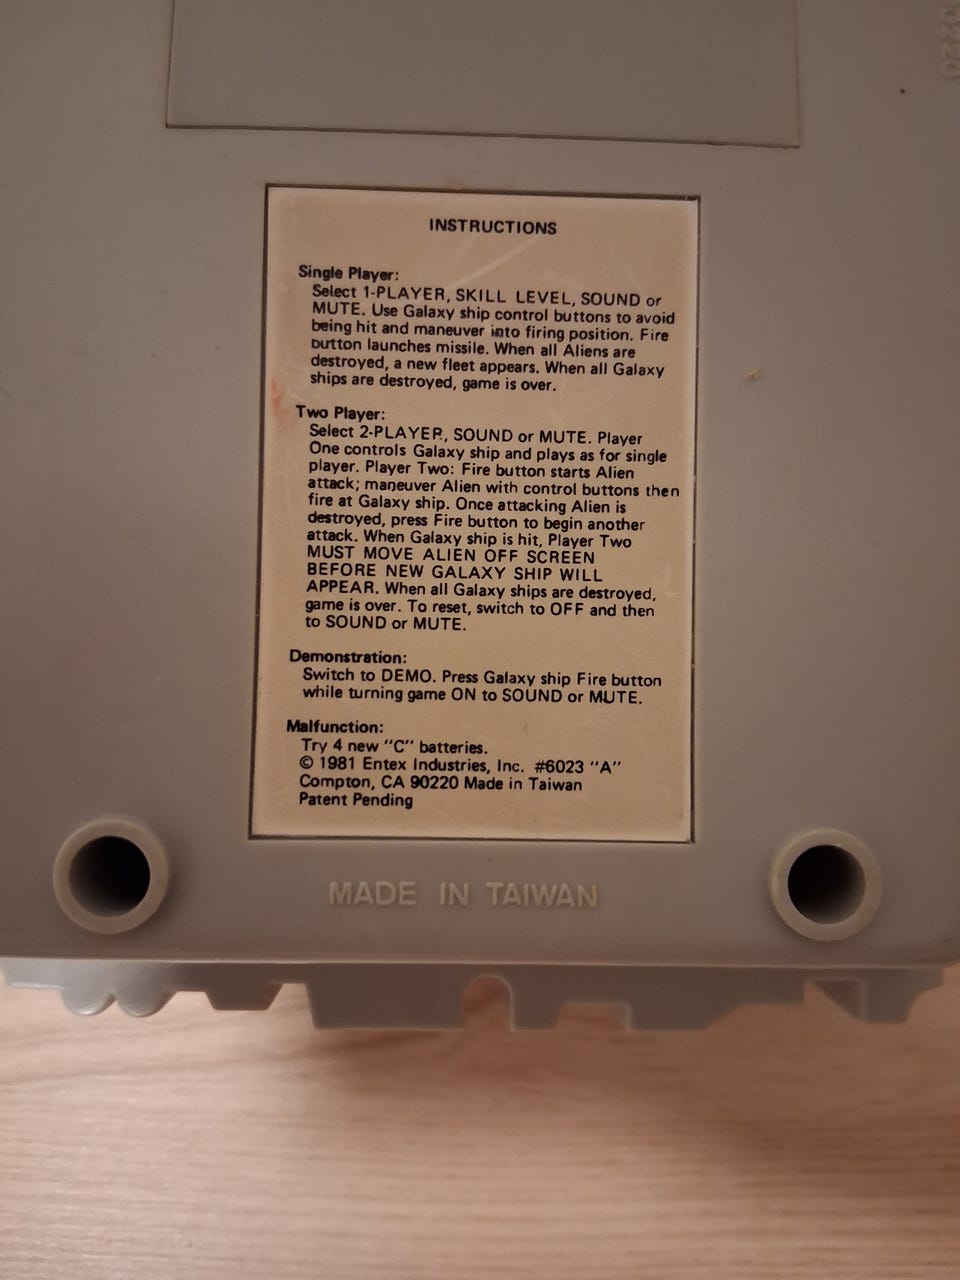 INSTRUCTIONS
Single Player:
Select 1-PLAYER, SKILL LEVEL, SOUND or
MUTE. Use Galaxy ship control buttons to avoid
being hit and maneuver into firing position. Fire
button launches missile. When all Aliens are
destroyed, a new fleet appears. When all Galaxy
ships are destroyed, game is over.
Two Player:
Select 2-PLAYER, SOUND or MUTE. Player
One controls Galaxy ship and plays as for single
player. Player Two: Fire button starts Alien
attack; maneuver Alien with control buttons then
fire at Galaxy ship. Once attacking Alien is
destroyed, press Fire button to begin another
attack. When Galaxy ship is hit, Player Two
MUST MOVE ALIEN OFF SCREEN
BEFORE NEW GALAXY SHIP WILL
APPEAR. When all Galaxy ships are destroyed,
game is over. To reset, switch to OFF and then
to SOUND or MUTE.
Demonstration:
Switch to DEMO. Press Galaxy ship Fire button
while turning game ON to SOUND or MUTE.
Malfunction:
Try 4 new "C" batteries.
© 1981 Entex Industries, Inc. #6023 "A"
Compton, CA 90220 Made in Taiwan
Patent Pending
MADE IN TAIWAN